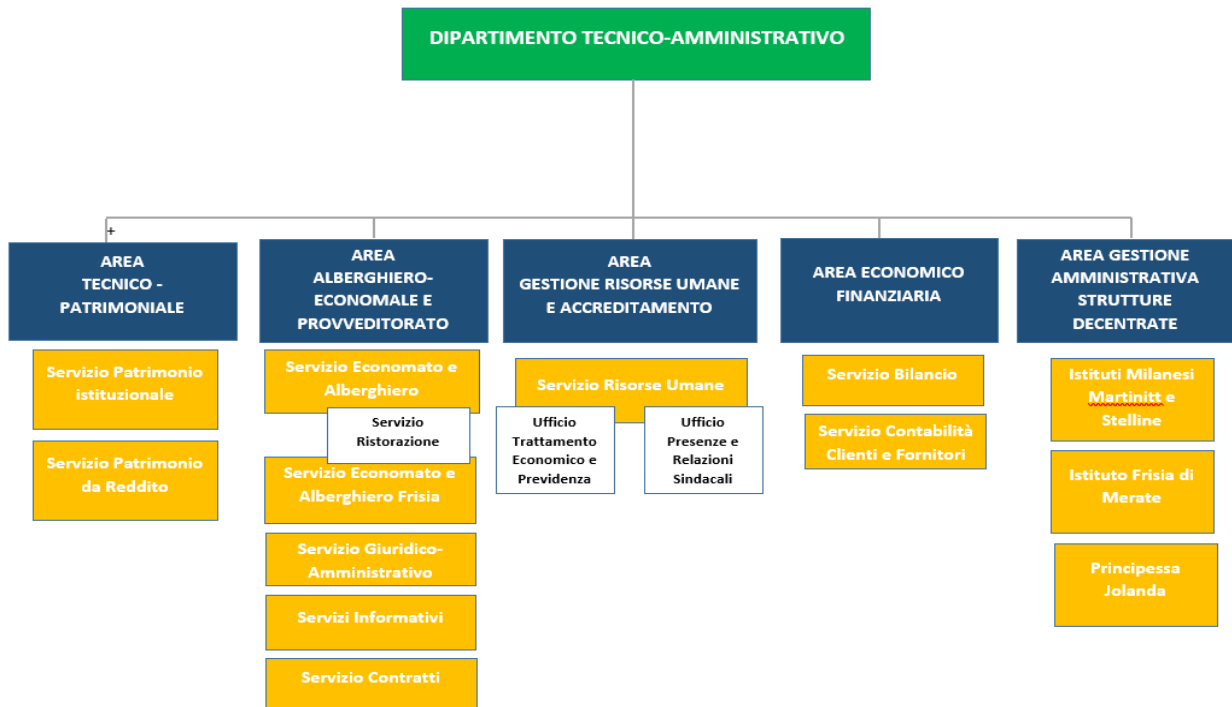 DIPARTIMENTO TECNICO-AMMINISTRATIVO
+
AREA
TECNICO -
PATRIMONIALE
Servizio Patrimonio
istituzionale
Servizio Patrimonio
da Reddito
AREA
ALBERGHIERO-
ECONOMALE E
PROVVEDITORATO
Servizio Economato e
Alberghiero
Servizio
Ristorazione
Servizio Economato e
Alberghiero Frisia
Servizio Giuridico-
Amministrativo
Servizi Informativi
Servizio Contratti
AREA
GESTIONE RISORSE UMANE
E ACCREDITAMENTO
Servizio Risorse Umane
Ufficio
Trattamento
Economico e
Previdenza
Ufficio
Presenze e
Relazioni
Sindacali
AREA ECONOMICO
FINANZIARIA
Servizio Bilancio
Servizio Contabilità
Clienti e Fornitori
AREA GESTIONE
AMMINISTRATIVA
STRUTTURE
DECENTRATE
Istituti Milanesi
Martinitt e
Stelline
Istituto Frisia di
Merate
Principessa
Jolanda